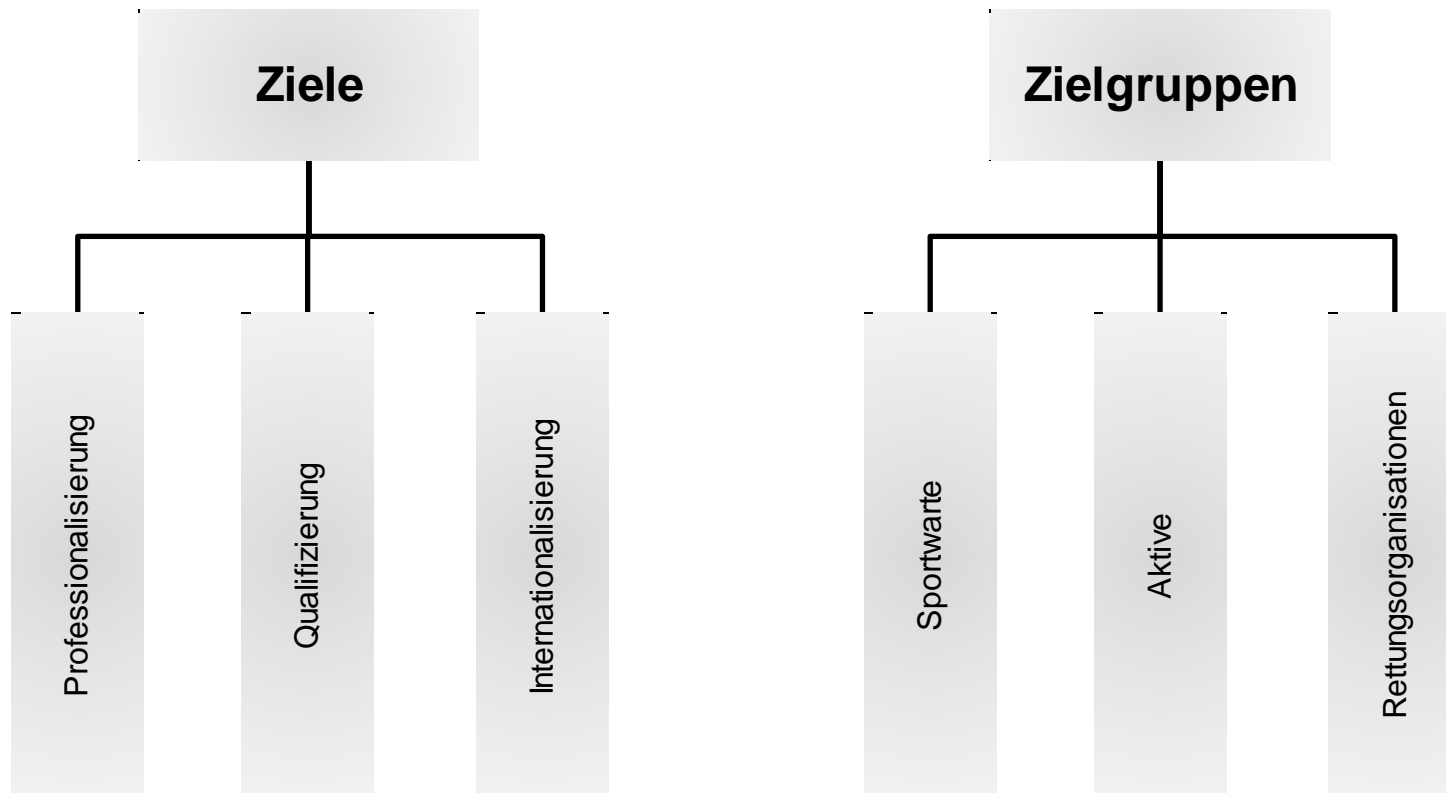 Ziele
Zielgruppen
Professionalisierung
Qualifizierung
Internationalisierung
Sportwarte
Aktive
Rettungsorganisationen